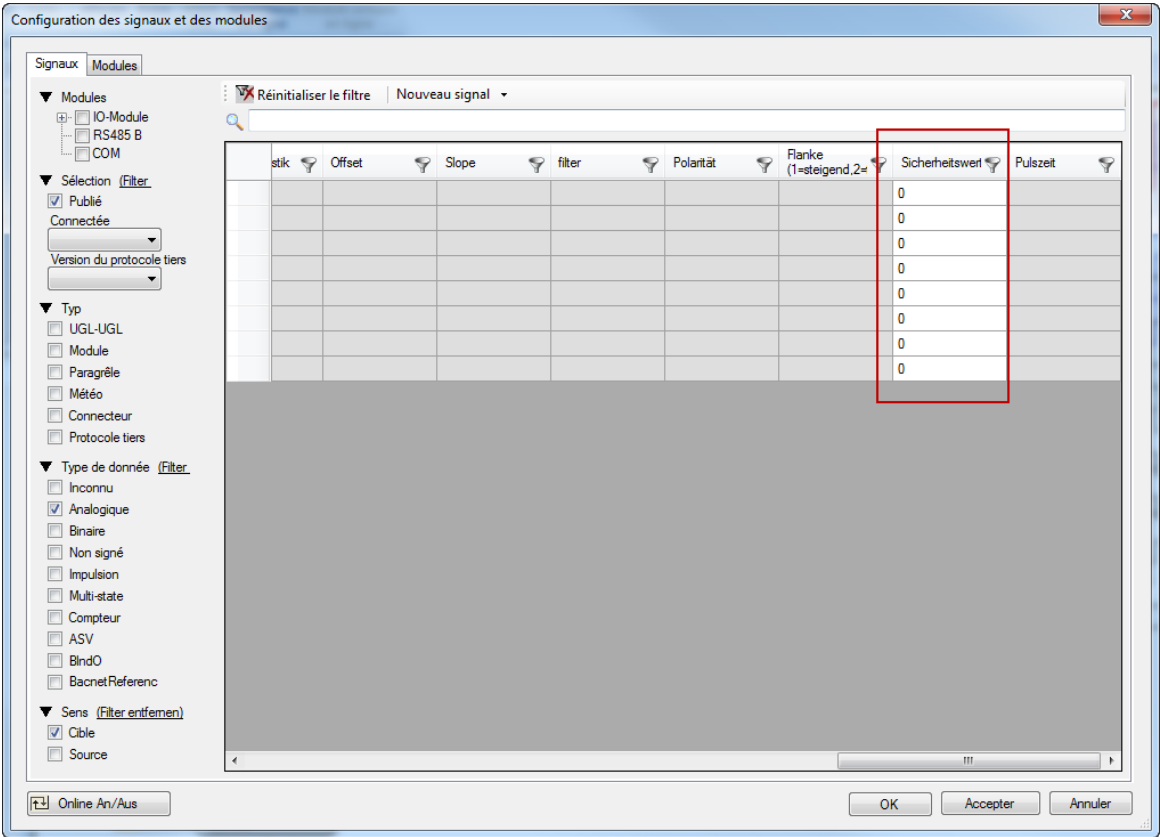 Configuration des signaux et des modules
Signaux Modules
Modules
IO-Module
RS485 B
COM
Sélection (Filter
Publié
Connectée
Version du protocole tiers
Typ
UGL-UGL
Module
Paragrêle
Météo
Connecteur
Protocole tiers
Type de donnée (Filter
Inconnu
Analogique
Binaire
Non signé
Impulsion
Multi-state
Compteur
ASV
BIndO
BacnetReferenc
Sens (Filter entfernen)
Cible
Source
Réinitialiser le filtre Nouveau signal
stik Offset Slope filter Polarität Flanke (1=steigend,2= Sicherheitswert Pulszeit
0
0
0
0
0
0
0
0
Online An/Aus OK Accepter Annuler